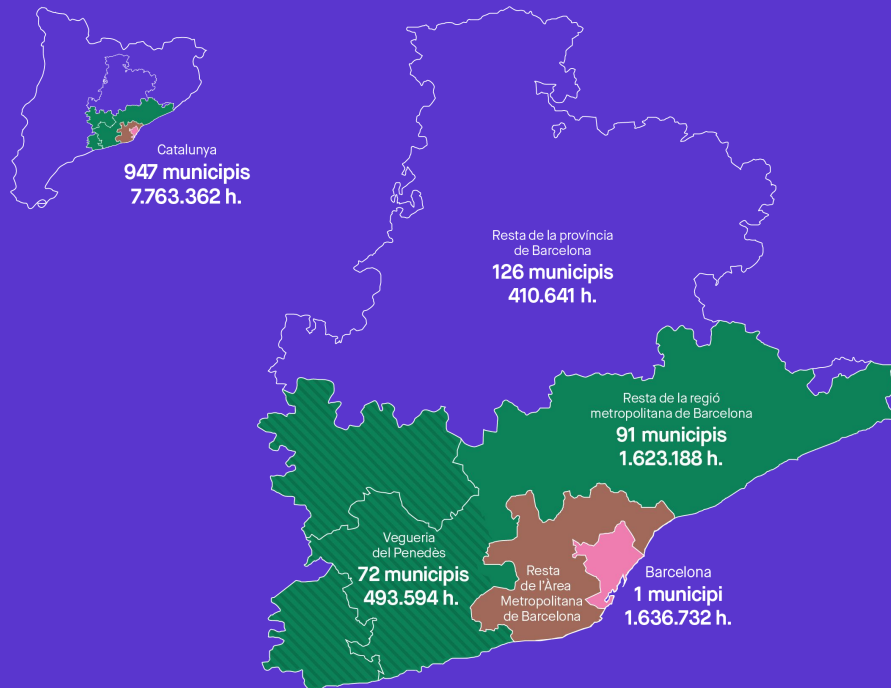 Catalunya
947 municipis
7.763.362 h.
Resta de la província
de Barcelona
126 municipis
410.641 h.
Resta de la regió
metropolitana de Barcelona
91 municipis
1.623.188 h.
Vegueria
del Penedès
72 municipis
493.594 h.
Resta
de l'Àrea
Metropolitana
de Barcelona
Barcelona
1 municipi
1.636.732 h.